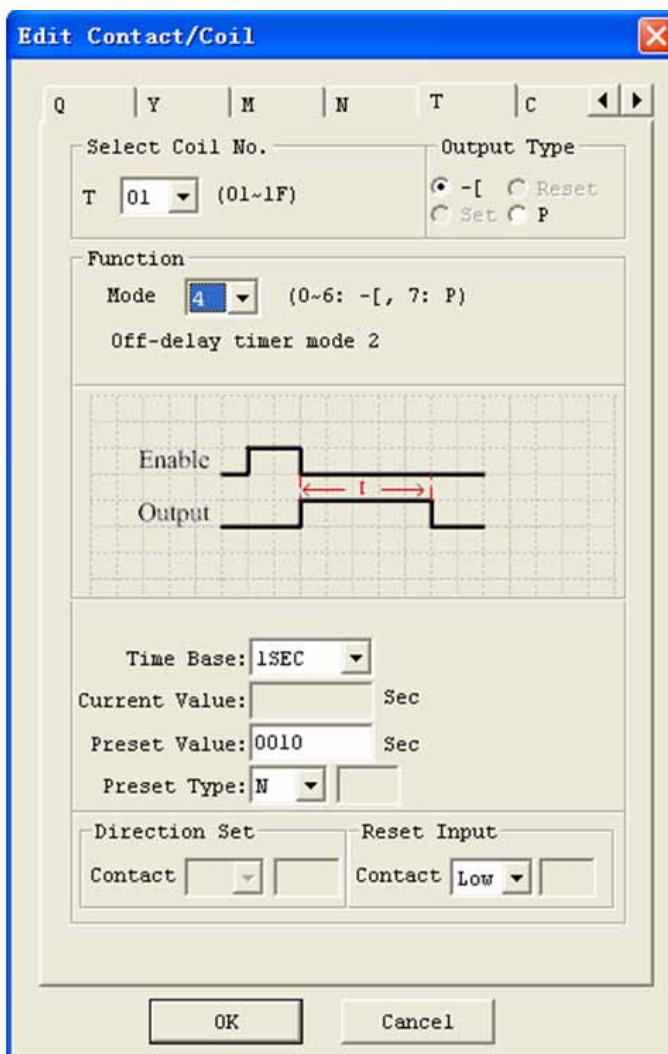 Edit Contact/Coil
Q Y M N T C
Select Coil No.
T 01 (01~1F)
Output Type
-[ Reset
Set P
Function
Mode 4 (0~6: -[, 7: P)
Off-delay timer mode 2
Enable
t
Output
Time Base: 1SEC
Current Value: Sec
Preset Value: 0010 Sec
Preset Type: N
Direction Set
Contact
Reset Input
Contact Low
OK Cancel